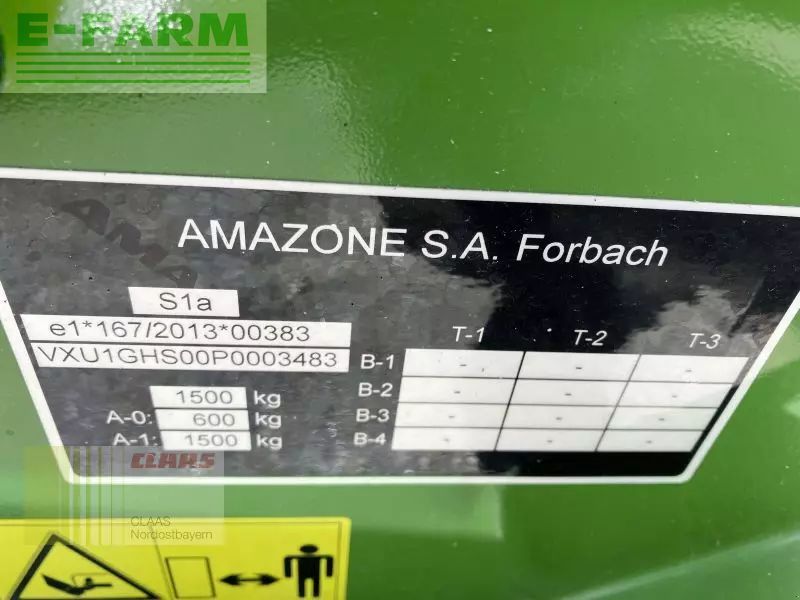 E-FARM
AMAZONE S.A. Forbach
S1a
e1*167/2013*00383
VXU1GHS00P0003483
1500 kg
A-0: 600 kg
A-1: 1500 kg
T-1 T-2 T-3
B-1 - - -
B-2 - - -
B-3 - - -
B-4 - - -
CLAAS
CLAAS
Nordostbayern